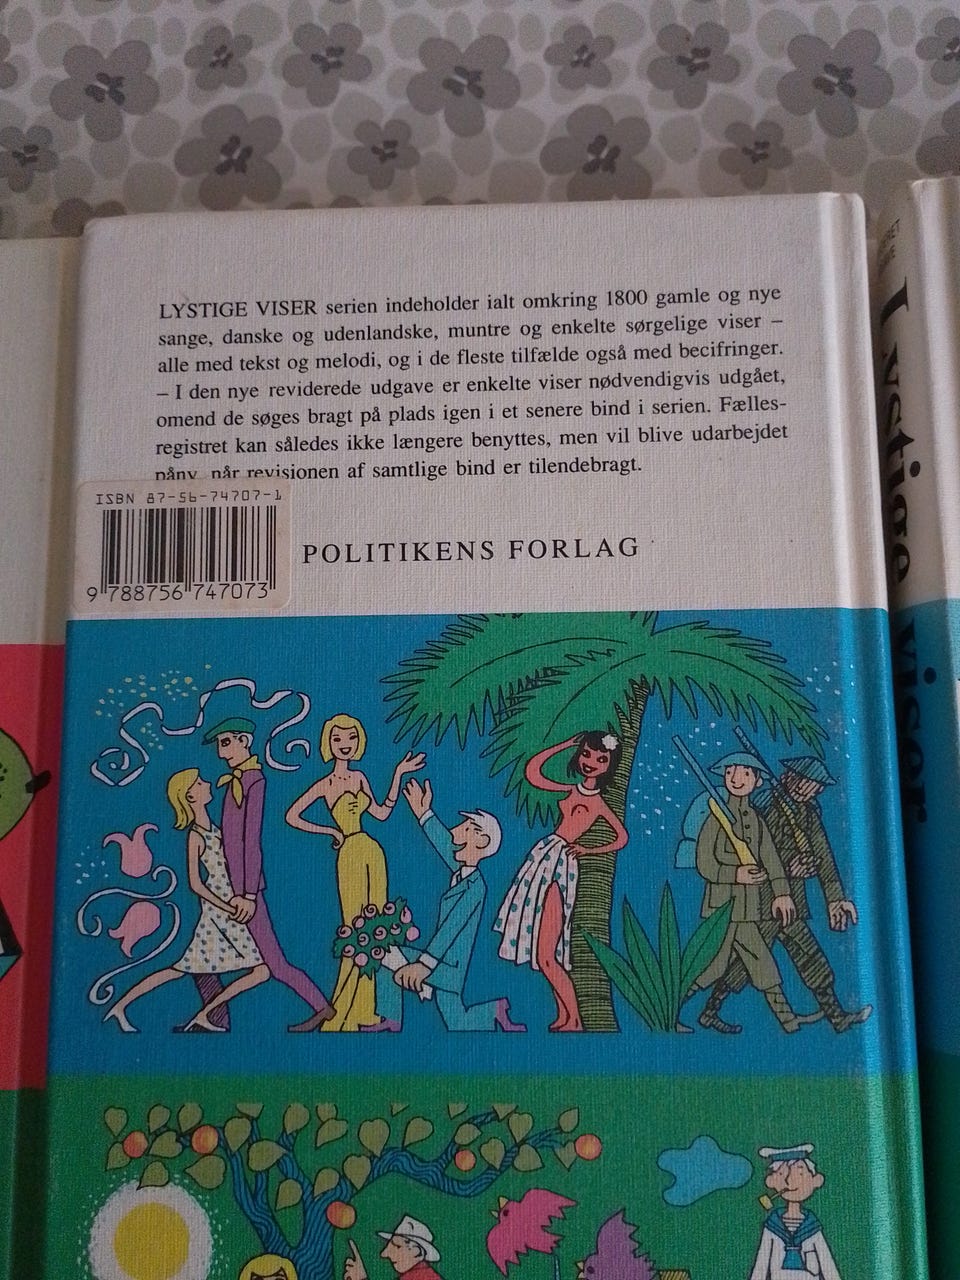 LYSTIGE VISER serien indeholder ialt omkring 1800 gamle og nye
sange, danske og udenlandske, muntre og enkelte sørgelige viser –
alle med tekst og melodi, og i de fleste tilfælde også med becifringer.
– I den nye reviderede udgave er enkelte viser nødvendigvis udgået,
omend de søges bragt på plads igen i et senere bind i serien. Fælles-
registret kan således ikke længere benyttes, men vil blive udarbejdet
påny, når revisionen af samtlige bind er tilendebragt.
ISBN 87-56-74707-1
9 788756 747073
POLITIKENS FORLAG
Lystige viser